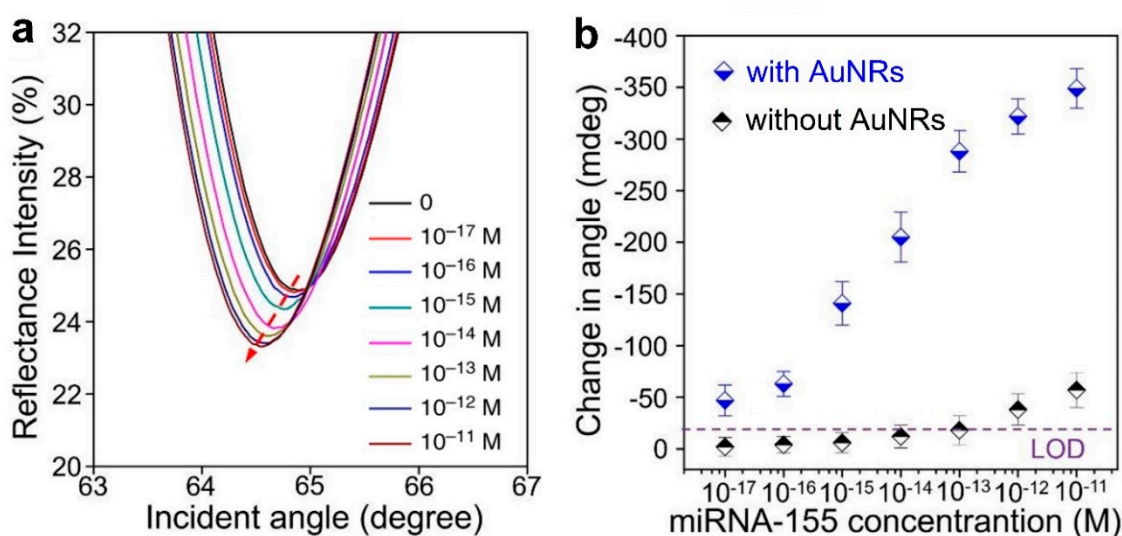 a
32
30
28
26
24
22
20
Reflectance Intensity (%)
0
10⁻¹⁷ M
10⁻¹⁶ M
10⁻¹⁵ M
10⁻¹⁴ M
10⁻¹³ M
10⁻¹² M
10⁻¹¹ M
63 64 65 66 67
Incident angle (degree)
b
-400
-350
-300
-250
-200
-150
-100
-50
0
Change in angle (mdeg)
with AuNRs
without AuNRs
LOD
10⁻¹⁷ 10⁻¹⁶ 10⁻¹⁵ 10⁻¹⁴ 10⁻¹³ 10⁻¹² 10⁻¹¹
miRNA-155 concentrantion (M)